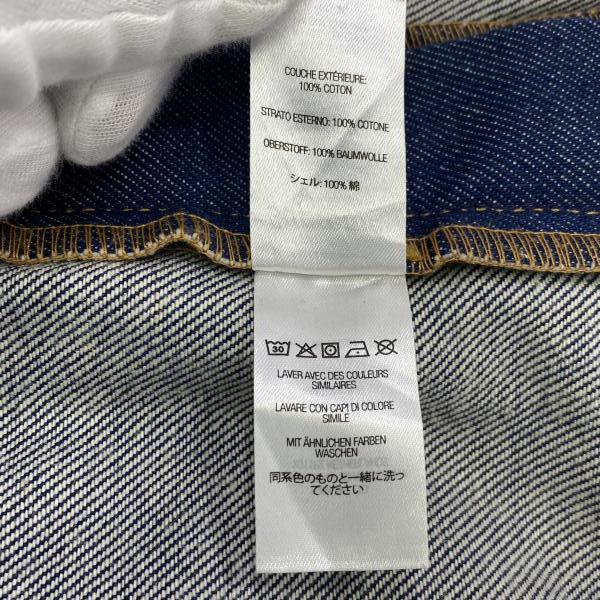 COUCHE EXTÉRIEURE:
100% COTON
STRATO ESTERNO: 100% COTONE
OBERSTOFF: 100% BAUMWOLLE
シェル: 100% 綿
30
LAVER AVEC DES COULEURS
SIMILAIRES
LAVARE CON CAPI DI COLORE
SIMILE
MIT ÄHNLICHEN FARBEN
WASCHEN
同系色のものと一緒に洗っ
てください